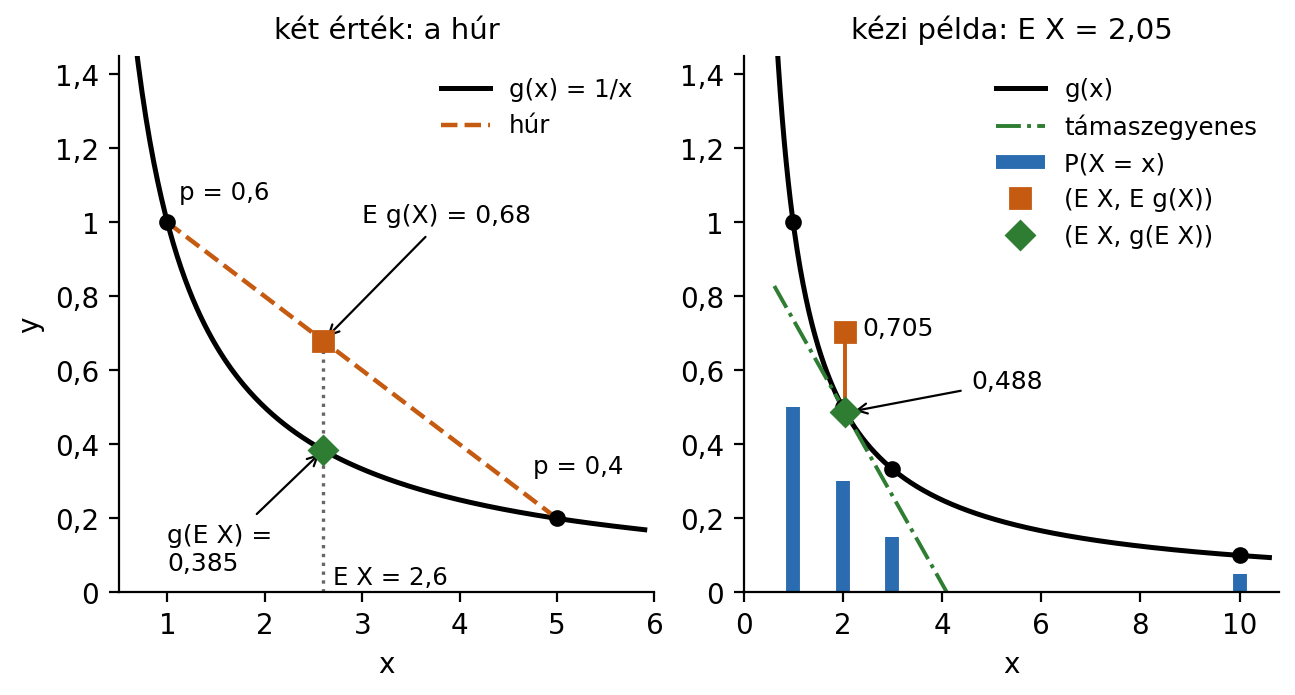 két érték: a húr
1,4
1,2
1
0,8
0,6
0,4
0,2
0
y
g(x) = 1/x
húr
p = 0,6
E g(X) = 0,68
p = 0,4
g(E X) =
0,385
E X = 2,6
1 2 3 4 5 6
x
kézi példa: E X = 2,05
1,4
1,2
1
0,8
0,6
0,4
0,2
0
g(x)
támaszegyenes
P(X = x)
(E X, E g(X))
(E X, g(E X))
0,705
0,488
0 2 4 6 8 10
x